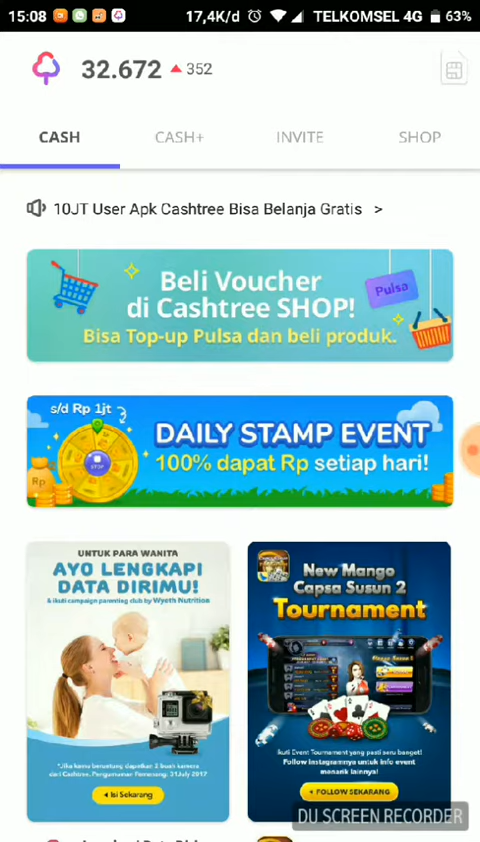 15:08 17,4K/d TELKOMSEL 4G 63%
32.672 352
CASH CASH+ INVITE SHOP
10JT User Apk Cashtree Bisa Belanja Gratis >
Beli Voucher
di Cashtree SHOP!
Bisa Top-up Pulsa dan beli produk.
Pulsa
s/d Rp 1jt
STOP
Rp
DAILY STAMP EVENT
100% dapat Rp setiap hari!
UNTUK PARA WANITA
AYO LENGKAPI
DATA DIRIMU!
& ikuti campaign parenting club by Wyeth Nutrition
*Jika kamu beruntung dapatkan 2 buah kamera
dari Cashtree. Pengumuman Pemenang: 31 July 2017
Isi Sekarang
New Mango
Capsa Susun 2
Tournament
Ikuti Event Tournament yang pasti seru banget!
Follow Instagramnya untuk info event
menarik lainnya!
FOLLOW SEKARANG
DU SCREEN RECORDER